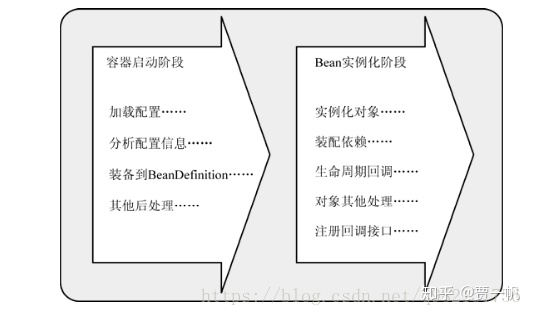 容器启动阶段
加载配置……
分析配置信息……
装备到BeanDefinition……
其他后处理……
Bean实例化阶段
实例化对象……
装配依赖……
生命周期回调……
对象其他处理……
注册回调接口……
https://blog.csdn.net/
知乎 @贾一帆